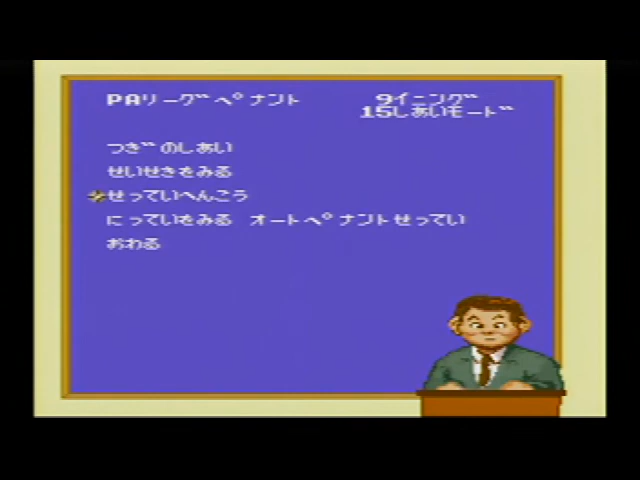 PAリーグペナント 9イニング
15しあいモード
つぎのしあい
せいせきをみる
せっていへんこう
にっていをみる オートペナントせってい
おわる